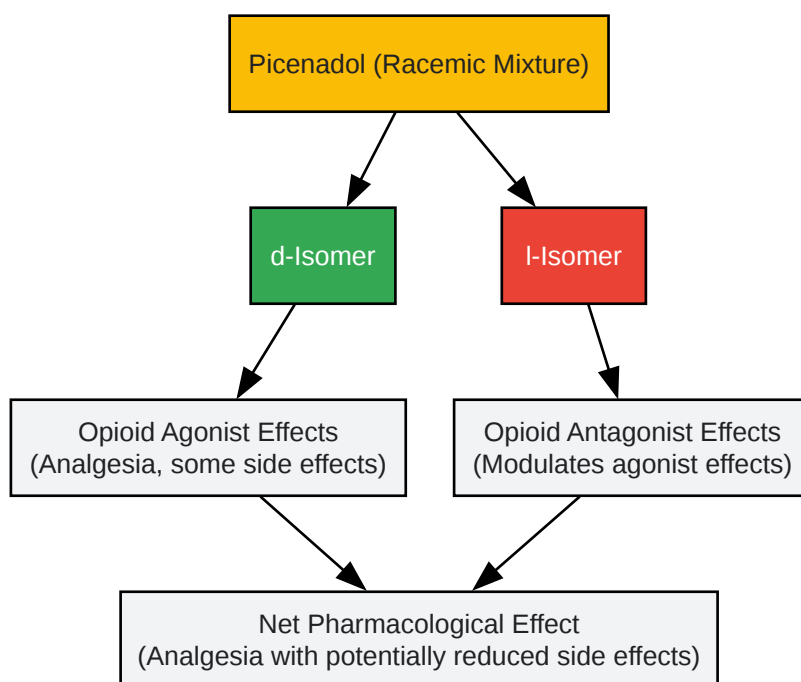 Picenadol (Racemic Mixture)
d-Isomer
l-Isomer
Opioid Agonist Effects
(Analgesia, some side effects)
Opioid Antagonist Effects
(Modulates agonist effects)
Net Pharmacological Effect
(Analgesia with potentially reduced side effects)